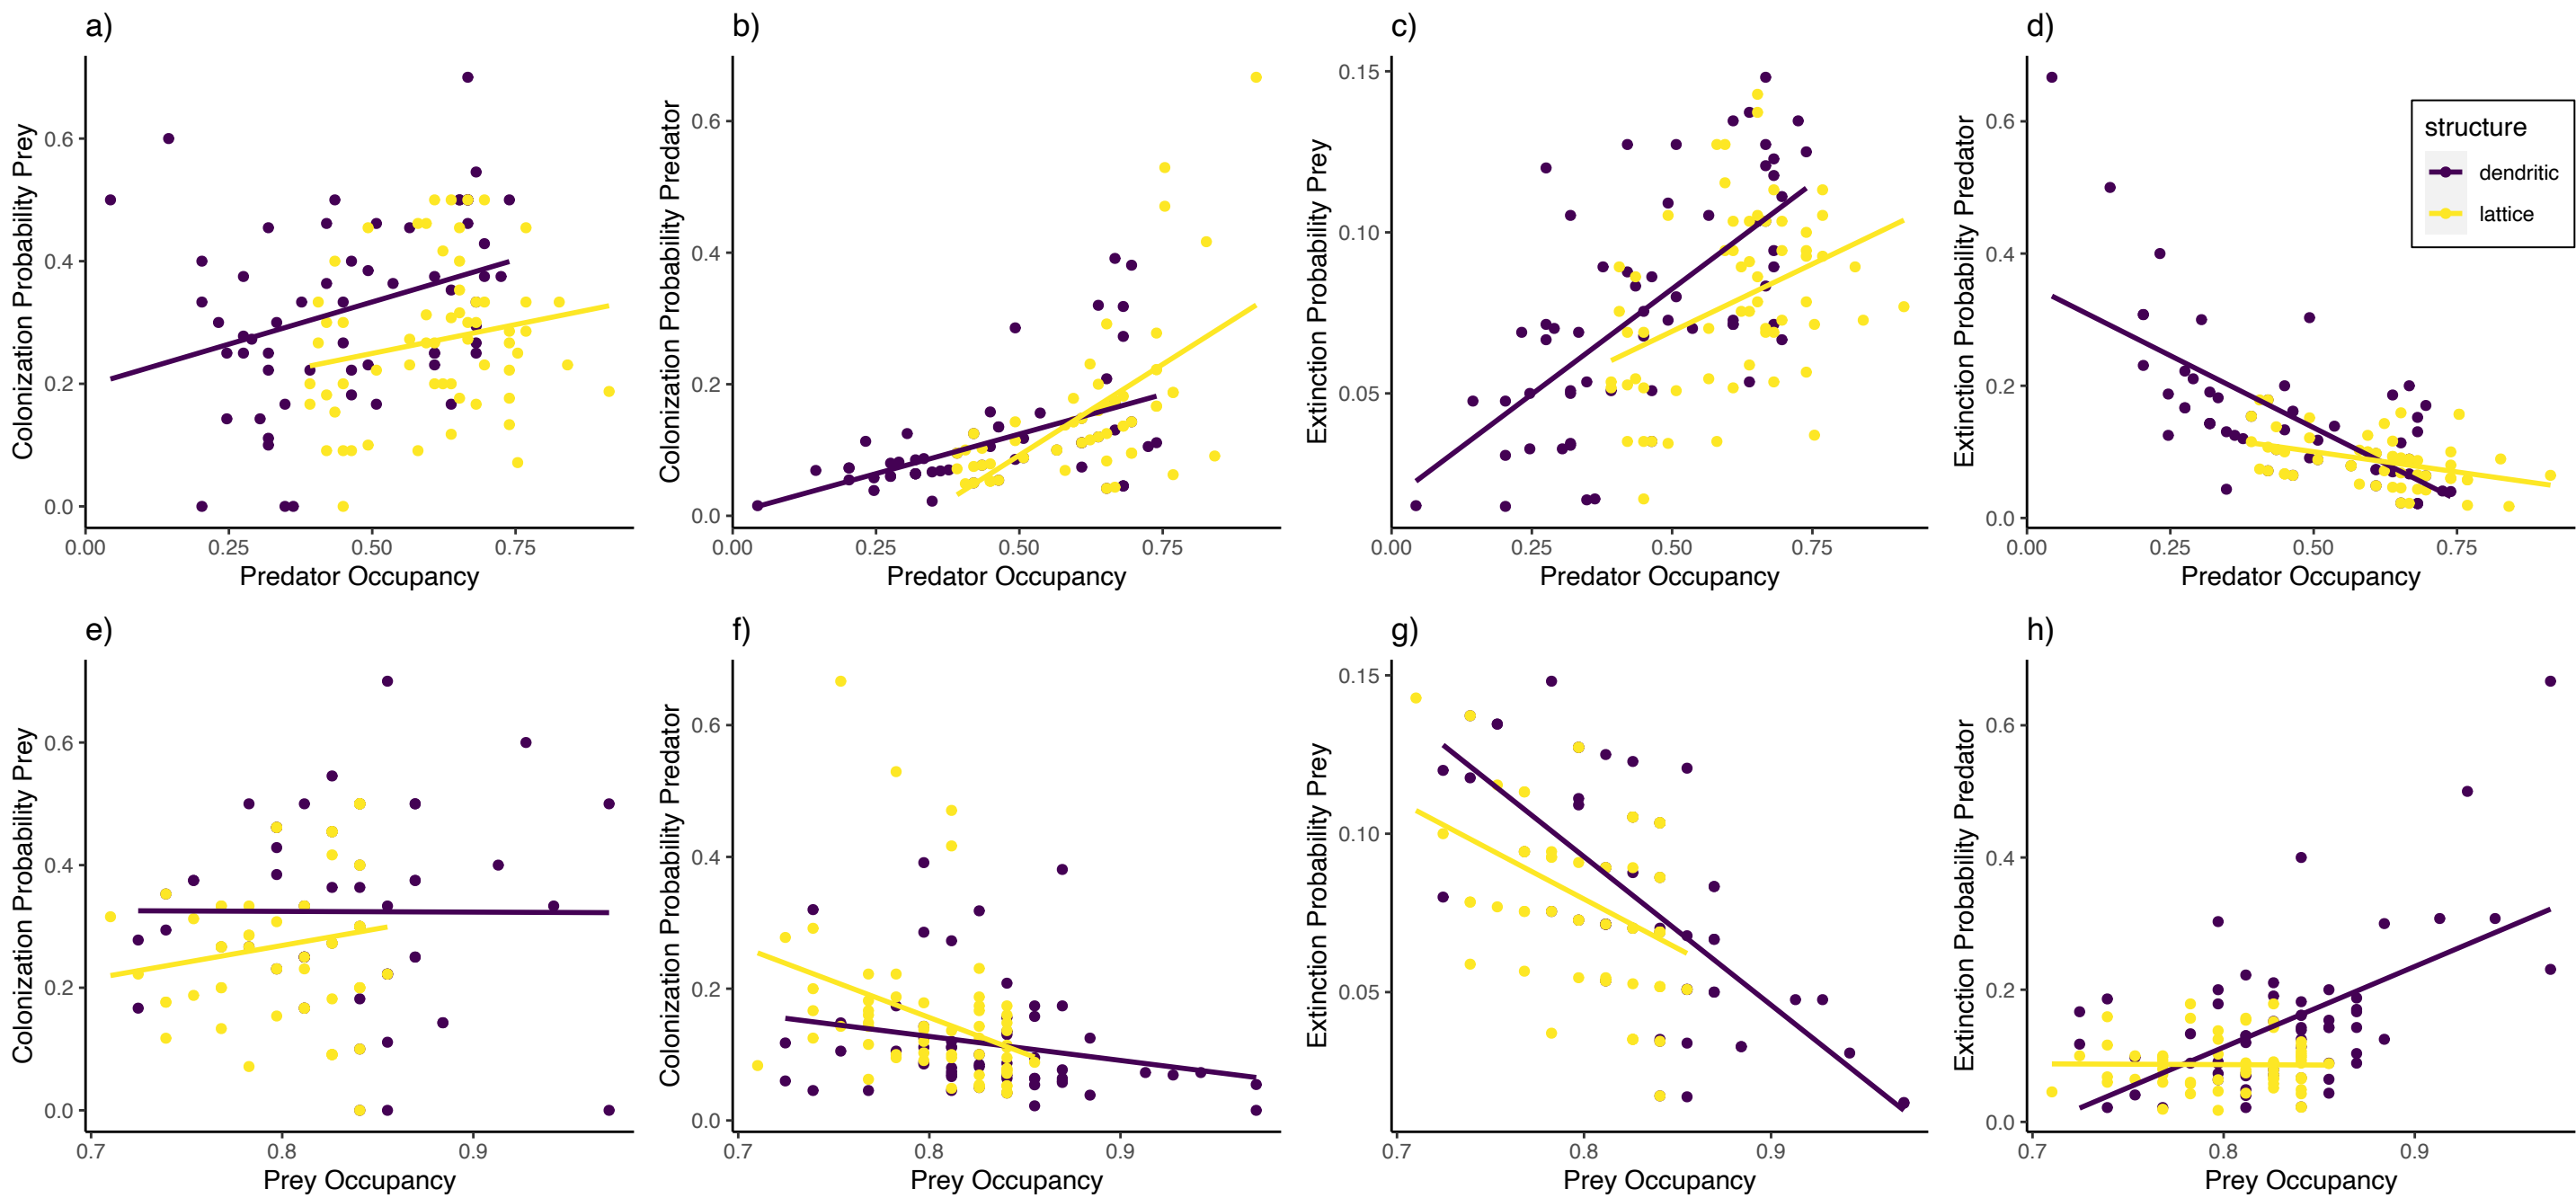 a)
b)
c)
d)
Colonization Probability Prey
0.6
0.4
0.2
0.0
0.00
0.25
0.50
0.75
Predator Occupancy
Colonization Probability Predator
0.6
0.4
0.2
0.0
0.00
0.25
0.50
0.75
Predator Occupancy
Extinction Probability Prey
0.15
0.10
0.05
0.00
0.25
0.50
0.75
Predator Occupancy
Extinction Probability Predator
0.6
0.4
0.2
0.0
0.00
0.25
0.50
0.75
Predator Occupancy
structure
dendritic
lattice
e)
f)
g)
h)
Colonization Probability Prey
0.6
0.4
0.2
0.0
0.7
0.8
0.9
Prey Occupancy
Colonization Probability Predator
0.6
0.4
0.2
0.0
0.7
0.8
0.9
Prey Occupancy
Extinction Probability Prey
0.15
0.10
0.05
0.7
0.8
0.9
Prey Occupancy
Extinction Probability Predator
0.6
0.4
0.2
0.0
0.7
0.8
0.9
Prey Occupancy